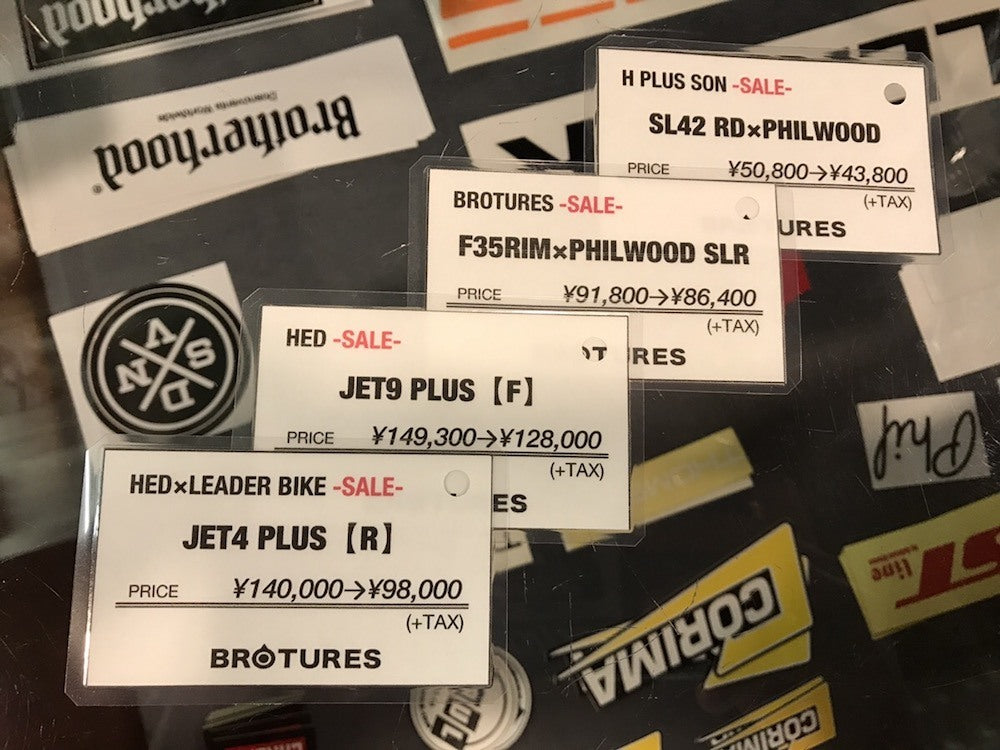 Brotherhood®
H PLUS SON -SALE-
SL42 RD×PHILWOOD
PRICE ¥50,800→¥43,800
(+TAX)
BROTURES -SALE-
F35RIM×PHILWOOD SLR
PRICE ¥91,800→¥86,400
(+TAX)
HED -SALE-
JET9 PLUS【F】
PRICE ¥149,300→¥128,000
(+TAX)
HED×LEADER BIKE -SALE-
JET4 PLUS【R】
PRICE ¥140,000→¥98,000
(+TAX)
BROTURES
Phil
line
CORIMA
CORIMA